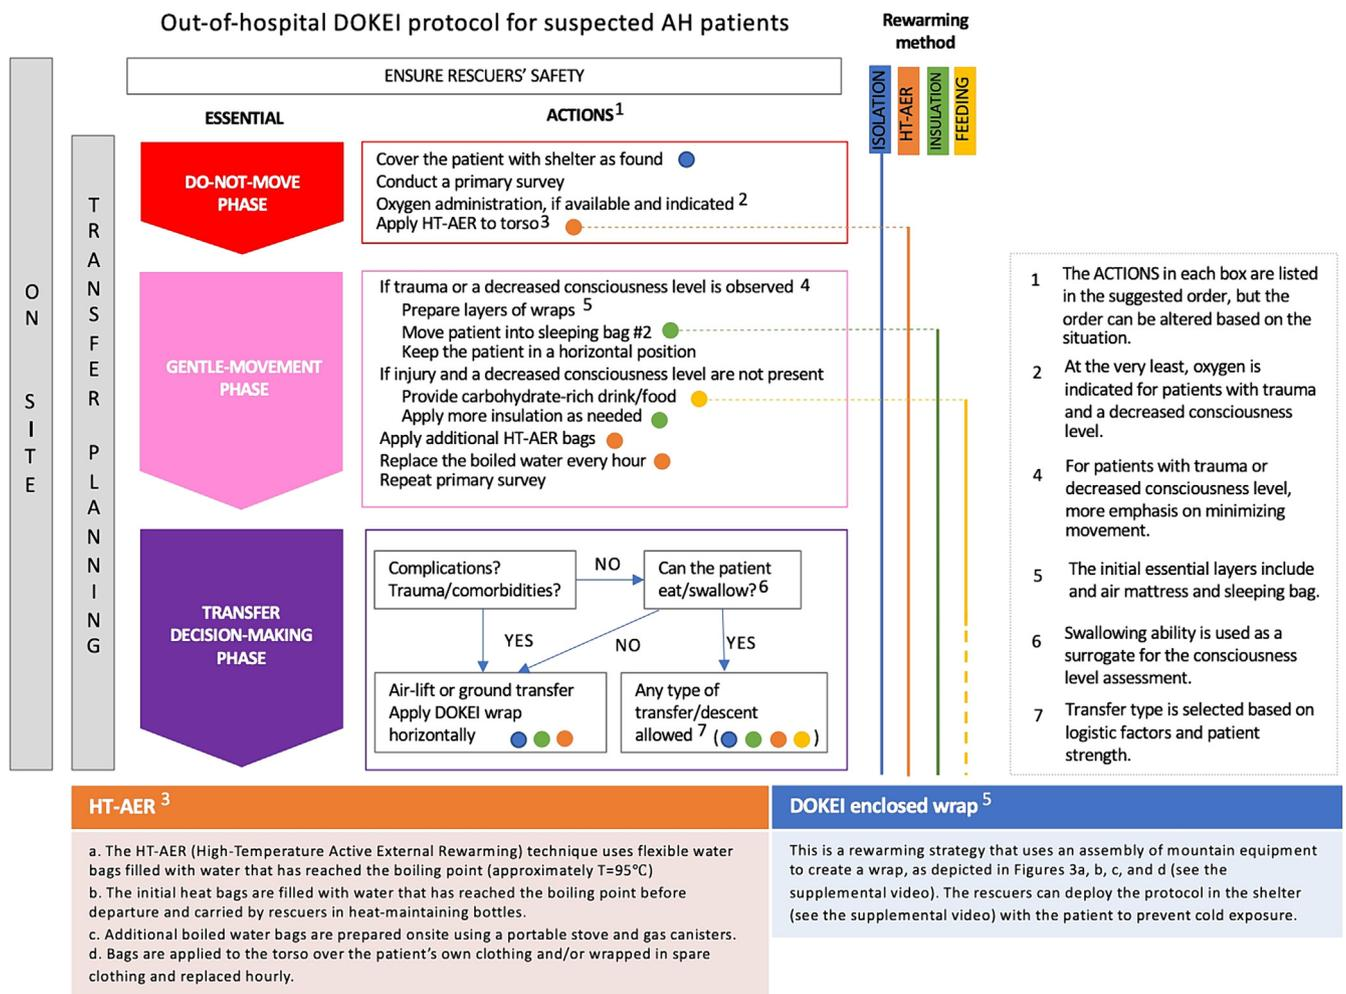 Out-of-hospital DOKEI protocol for suspected AH patients
Rewarming
method
ENSURE RESCUERS' SAFETY
ISOLATION
HT-AER
INSULATION
FEEDING
ESSENTIAL
ACTIONS1
ON SITE
TRANSFER PLANNING
DO-NOT-MOVE
PHASE
Cover the patient with shelter as found
Conduct a primary survey
Oxygen administration, if available and indicated 2
Apply HT-AER to torso3
GENTLE-MOVEMENT
PHASE
If trauma or a decreased consciousness level is observed 4
Prepare layers of wraps 5
Move patient into sleeping bag #2
Keep the patient in a horizontal position
If injury and a decreased consciousness level are not present
Provide carbohydrate-rich drink/food
Apply more insulation as needed
Apply additional HT-AER bags
Replace the boiled water every hour
Repeat primary survey
TRANSFER
DECISION-MAKING
PHASE
Complications?
Trauma/comorbidities?
NO
Can the patient
eat/swallow?6
YES
NO
YES
Air-lift or ground transfer
Apply DOKEI wrap
horizontally
Any type of
transfer/descent
allowed 7 ( )
1 The ACTIONS in each box are listed
in the suggested order, but the
order can be altered based on the
situation.
2 At the very least, oxygen is
indicated for patients with trauma
and a decreased consciousness
level.
4 For patients with trauma or
decreased consciousness level,
more emphasis on minimizing
movement.
5 The initial essential layers include
and air mattress and sleeping bag.
6 Swallowing ability is used as a
surrogate for the consciousness
level assessment.
7 Transfer type is selected based on
logistic factors and patient
strength.
HT-AER 3
a. The HT-AER (High-Temperature Active External Rewarming) technique uses flexible water
bags filled with water that has reached the boiling point (approximately T=95°C)
b. The initial heat bags are filled with water that has reached the boiling point before
departure and carried by rescuers in heat-maintaining bottles.
c. Additional boiled water bags are prepared onsite using a portable stove and gas canisters.
d. Bags are applied to the torso over the patient's own clothing and/or wrapped in spare
clothing and replaced hourly.
DOKEI enclosed wrap 5
This is a rewarming strategy that uses an assembly of mountain equipment
to create a wrap, as depicted in Figures 3a, b, c, and d (see the
supplemental video). The rescuers can deploy the protocol in the shelter
(see the supplemental video) with the patient to prevent cold exposure.